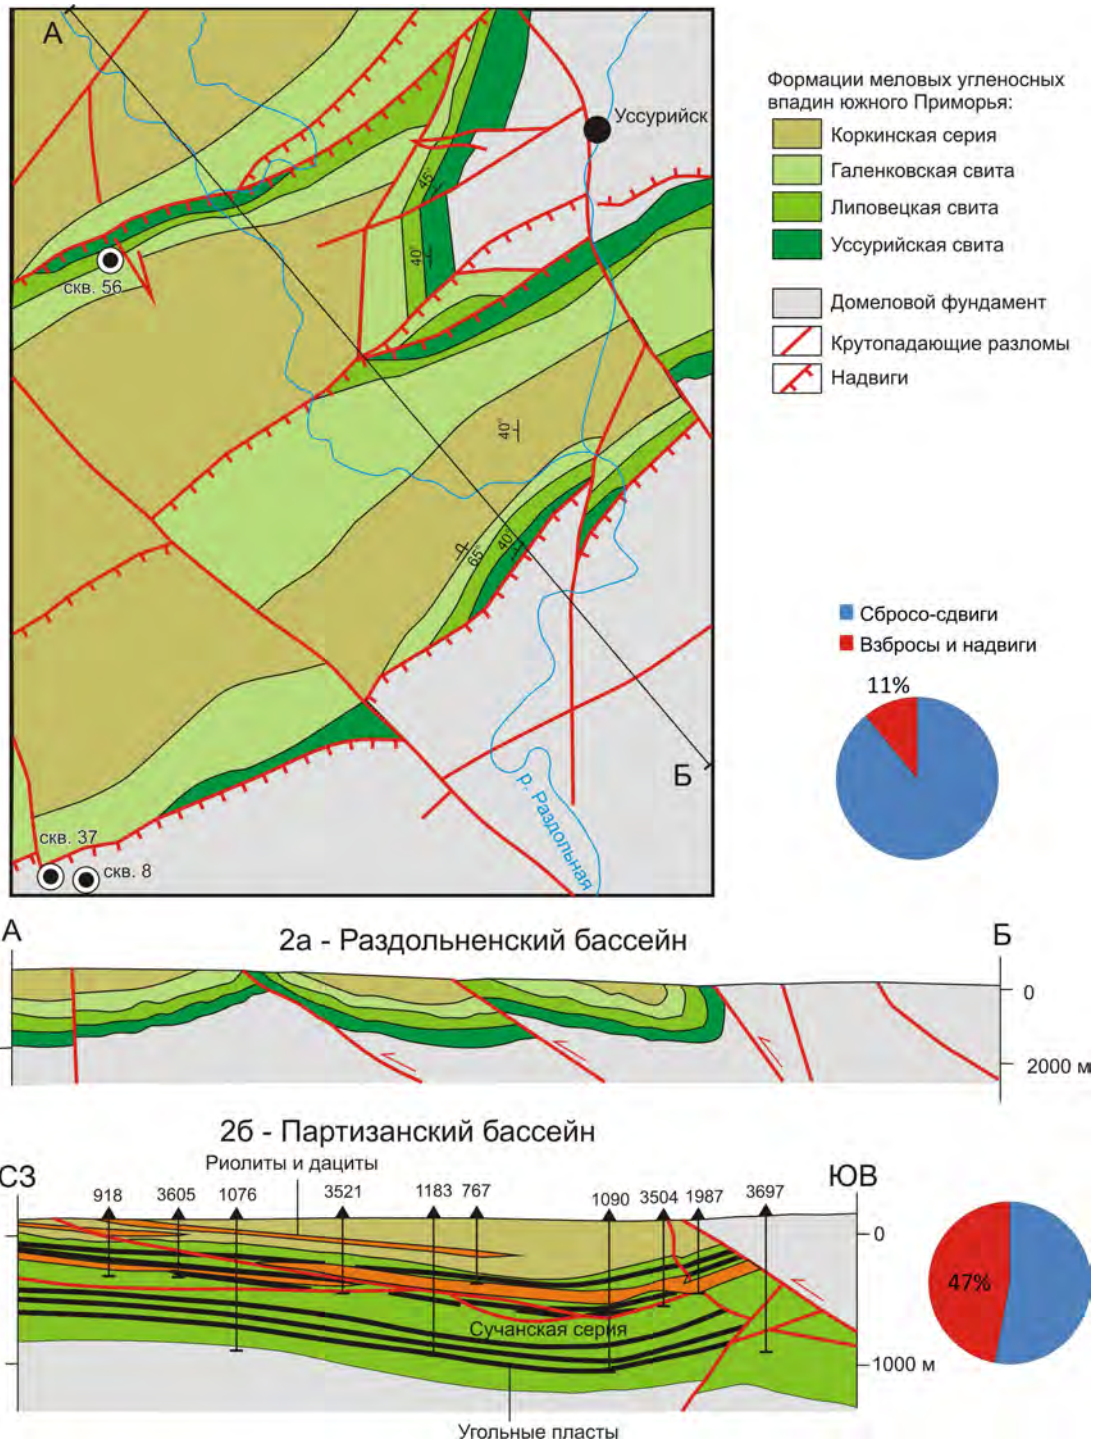 А
Уссурийск
45°
40°
скв. 56
40°
65°
40°
Б
р. Раздольная
скв. 37
скв. 8
Формации меловых угленосных
впадин южного Приморья:
Коркинская серия
Галенковская свита
Липовецкая свита
Уссурийская свита
Домеловой фундамент
Крутопадающие разломы
Надвиги
Сбросо-сдвиги
Взбросы и надвиги
11%
А
2а - Раздольненский бассейн
Б
0
2000 м
2б - Партизанский бассейн
Риолиты и дациты
СЗ
ЮВ
918 3605 1076 3521 1183 767 1090 3504 1987 3697
0
47%
Сучанская серия
1000 м
Угольные пласты